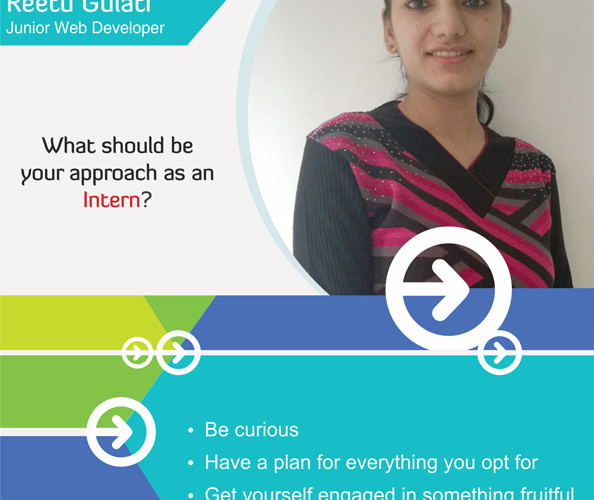 Reetu Gulati
Junior Web Developer
What should be
your approach as an
Intern?
• Be curious
• Have a plan for everything you opt for
• Get yourself engaged in something fruitful